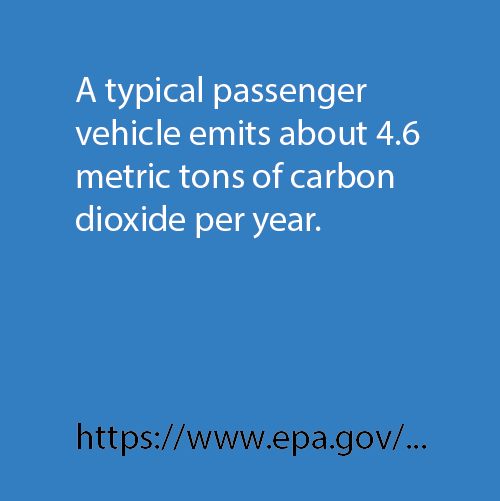 A typical passenger
vehicle emits about 4.6
metric tons of carbon
dioxide per year.
https://www.epa.gov/...